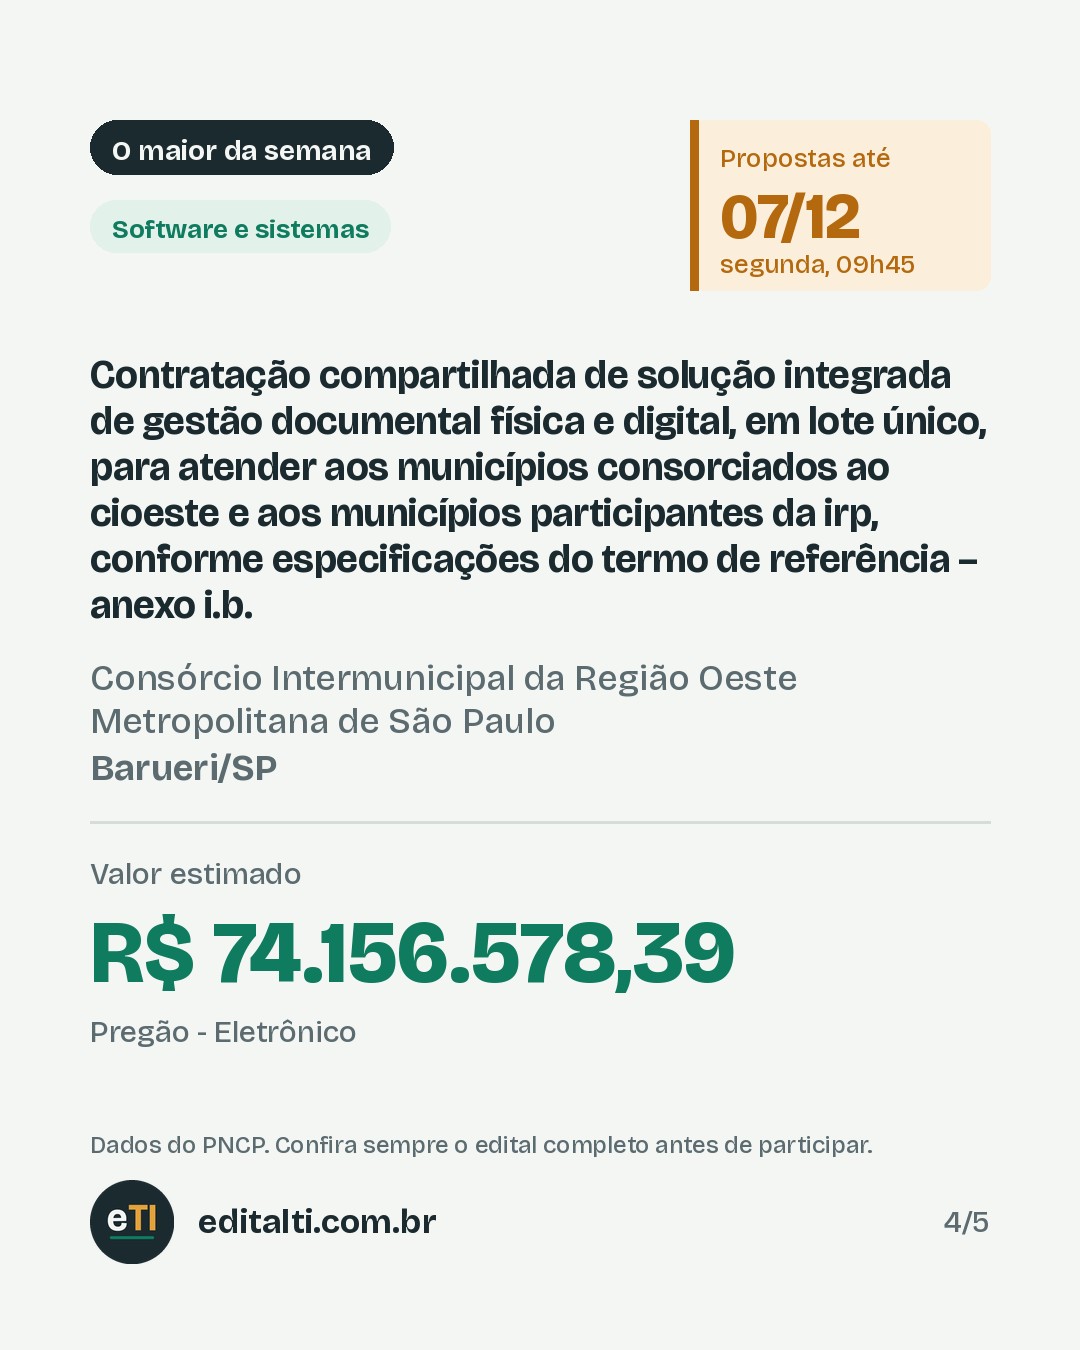 O maior da semana
Software e sistemas
Propostas até
07/12
segunda, 09h45
Contratação compartilhada de solução integrada
de gestão documental física e digital, em lote único,
para atender aos municípios consorciados ao
cioeste e aos municípios participantes da irp,
conforme especificações do termo de referência –
anexo i.b.
Consórcio Intermunicipal da Região Oeste
Metropolitana de São Paulo
Barueri/SP
Valor estimado
R$ 74.156.578,39
Pregão - Eletrônico
Dados do PNCP. Confira sempre o edital completo antes de participar.
eTI
editalti.com.br
4/5